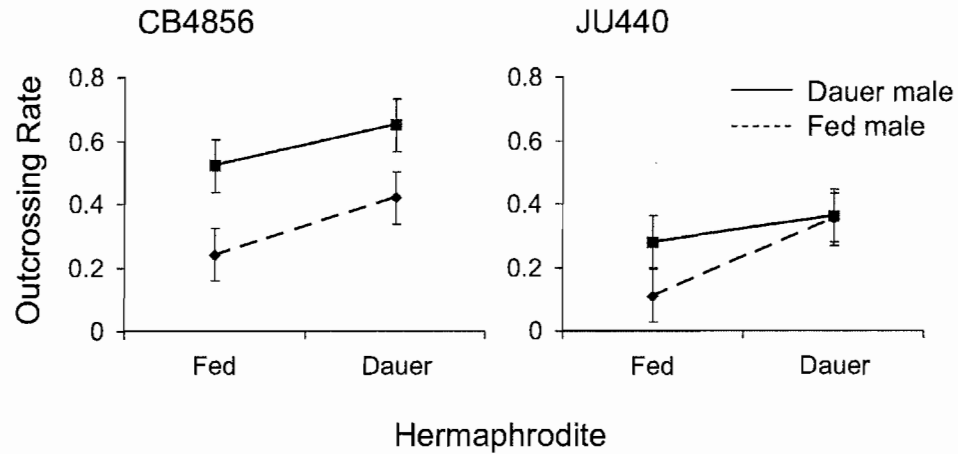 CB4856
JU440
Outcrossing Rate
0.8
0.6
0.4
0.2
0
Fed
Dauer
0.8
0.6
0.4
0.2
0
Fed
Dauer
Dauer male
Fed male
Hermaphrodite